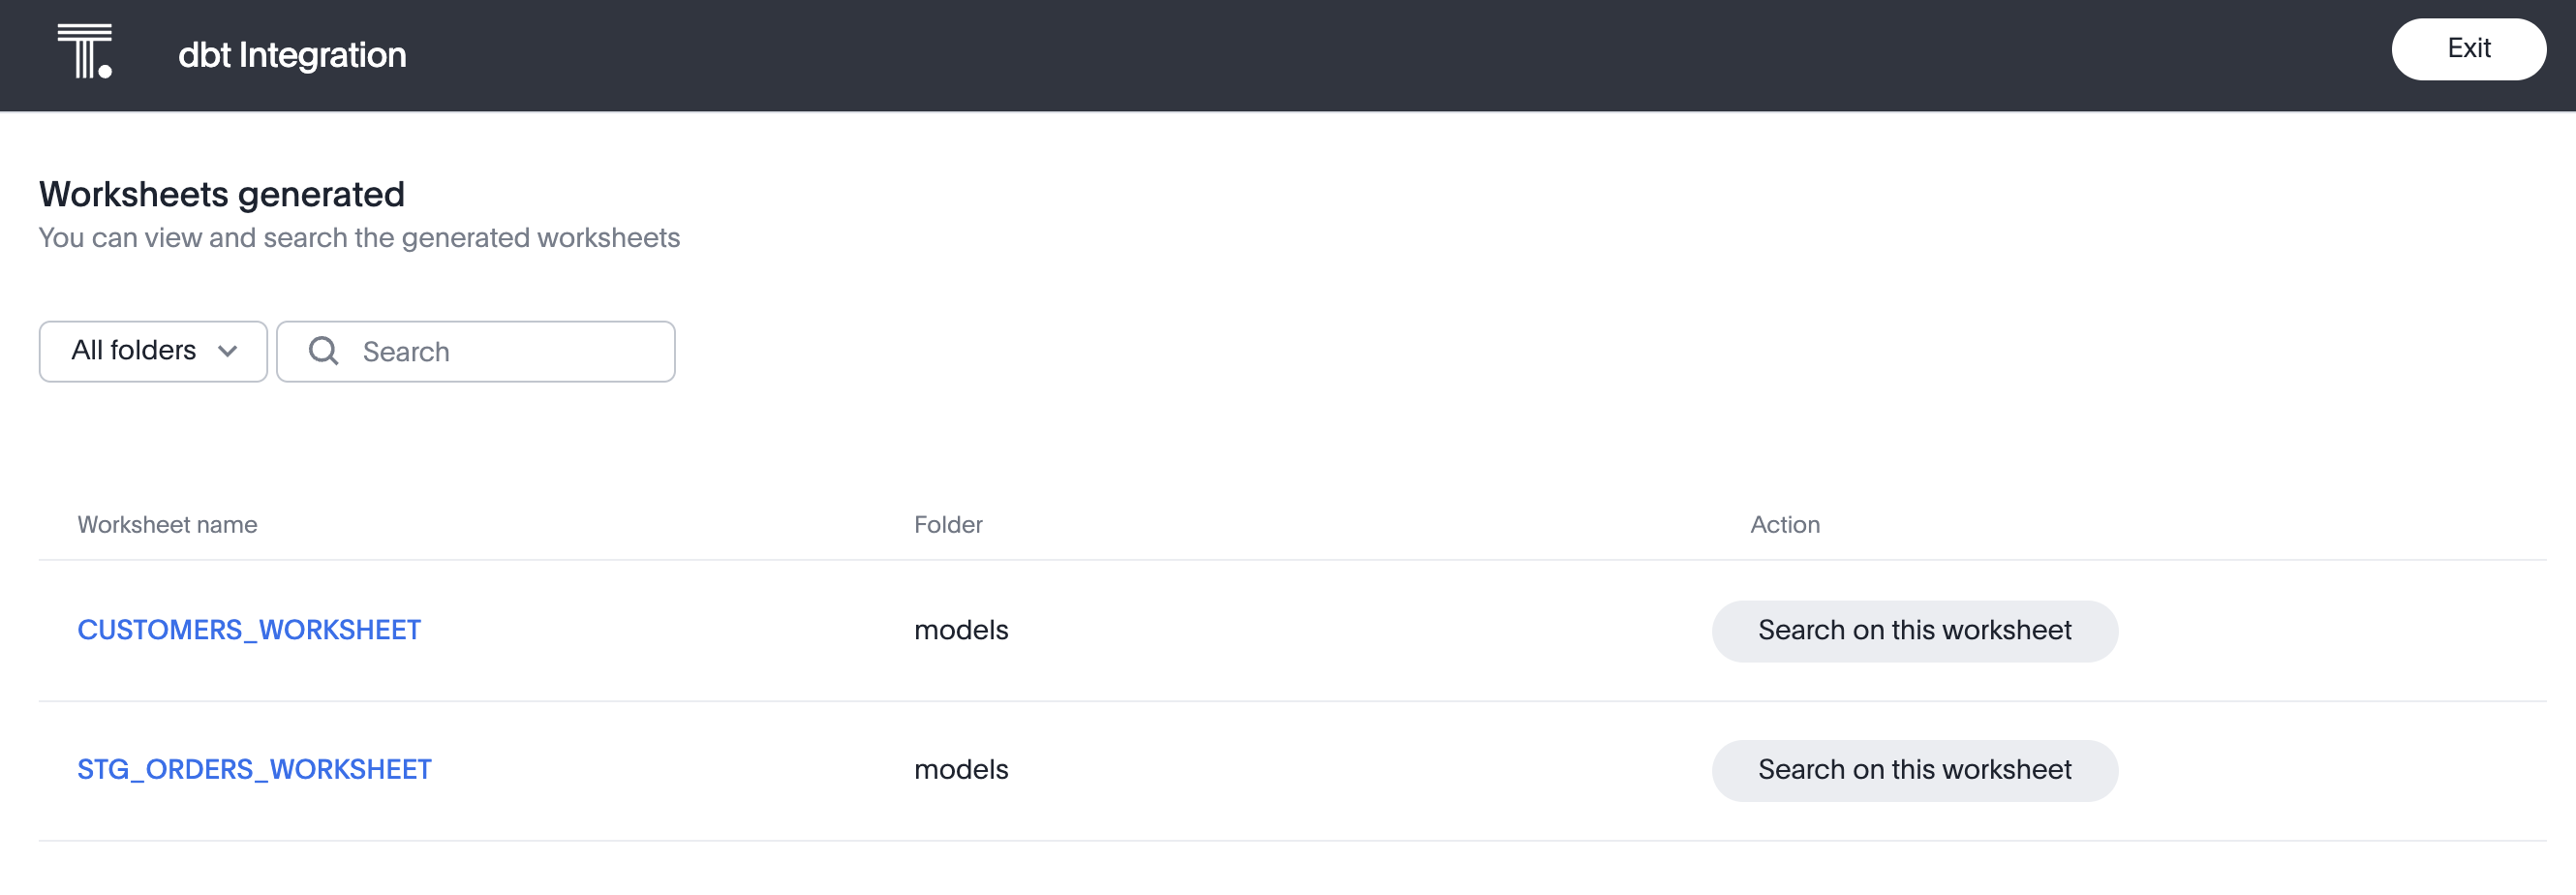 dbt Integration
Exit
Worksheets generated
You can view and search the generated worksheets
All folders
Search
Worksheet name Folder Action
CUSTOMERS_WORKSHEET models Search on this worksheet
STG_ORDERS_WORKSHEET models Search on this worksheet